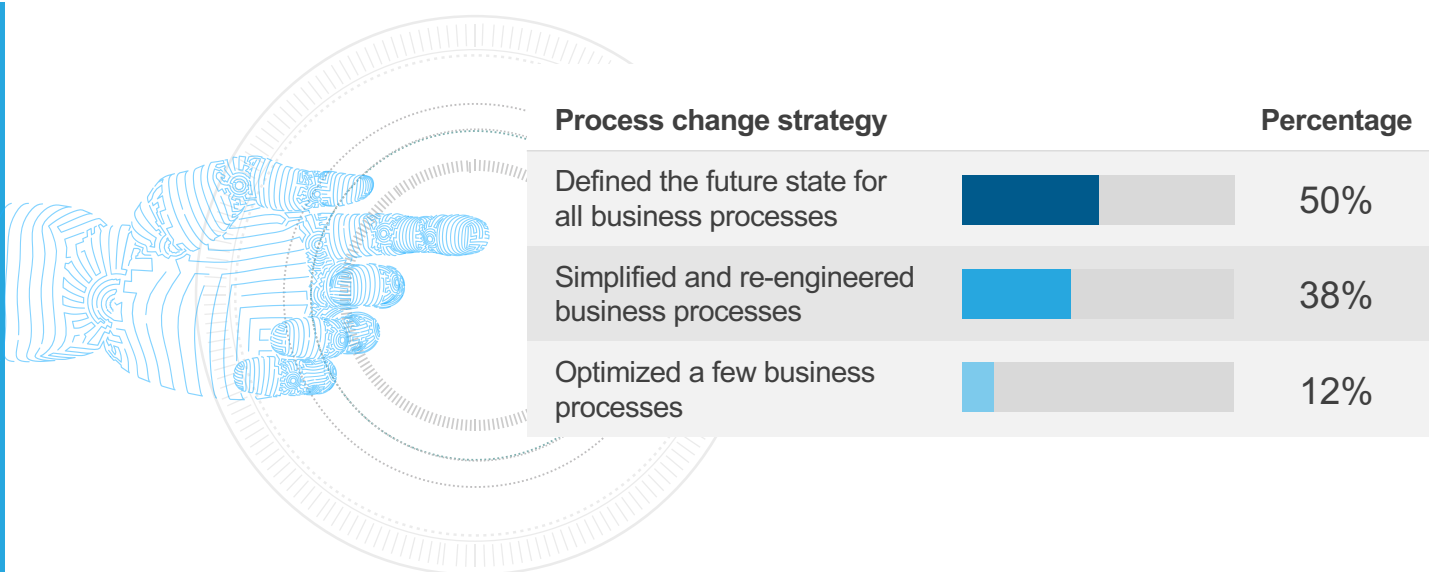 Process change strategy Percentage
Defined the future state for
all business processes
50%
Simplified and re-engineered
business processes
38%
Optimized a few business
processes
12%